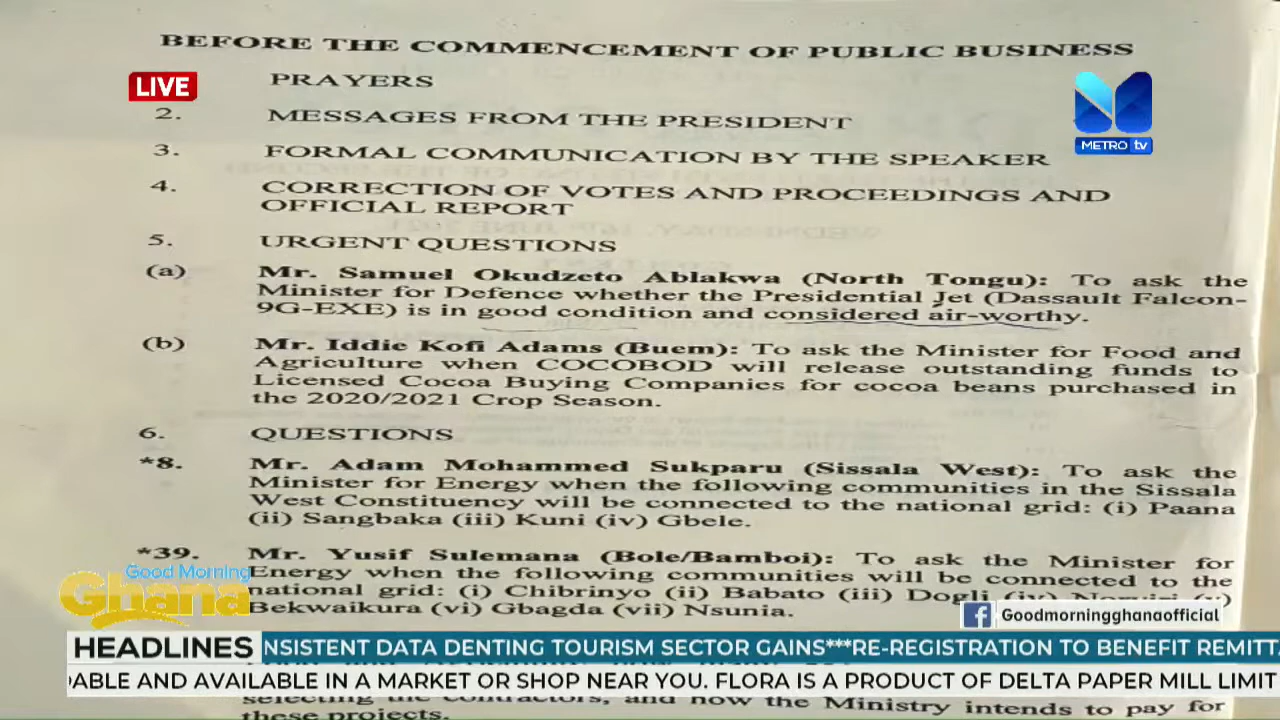 BEFORE THE COMMENCEMENT OF PUBLIC BUSINESS
PRAYERS
LIVE
2. MESSAGES FROM THE PRESIDENT
METRO tv
3. FORMAL COMMUNICATION BY THE SPEAKER
4. CORRECTION OF VOTES AND PROCEEDINGS AND
OFFICIAL REPORT
5. URGENT QUESTIONS
(a) Mr. Samuel Okudzeto Ablakwa (North Tongu): To ask the
Minister for Defence whether the Presidential Jet (Dassault Falcon-
9G-EXE) is in good condition and considered air-worthy.
(b) Mr. Iddie Kofi Adams (Buem): To ask the Minister for Food and
Agriculture when COCOBOD will release outstanding funds to
Licensed Cocoa Buying Companies for cocoa beans purchased in
the 2020/2021 Crop Season.
6. QUESTIONS
*8. Mr. Adam Mohammed Sukparu (Sissala West): To ask the
Minister for Energy when the following communities in the Sissala
West Constituency will be connected to the national grid: (i) Paana
(ii) Sangbaka (iii) Kuni (iv) Gbele.
*39. Mr. Yusif Sulemana (Bole/Bamboi): To ask the Minister for
Energy when the following communities will be connected to the
national grid: (i) Chibrinyo (ii) Babato (iii) Dogli
Bekwaikura (vi) Gbagda (vii) Nsunia.
Good Morning
Ghana
Goodmorningghanaofficial
HEADLINES
NSISTENT DATA DENTING TOURISM SECTOR GAINS***RE-REGISTRATION TO BENEFIT REMITT
DABLE AND AVAILABLE IN A MARKET OR SHOP NEAR YOU. FLORA IS A PRODUCT OF DELTA PAPER MILL LIMIT
selecting the contractors, and how the Ministry intends to pay for
these projects.